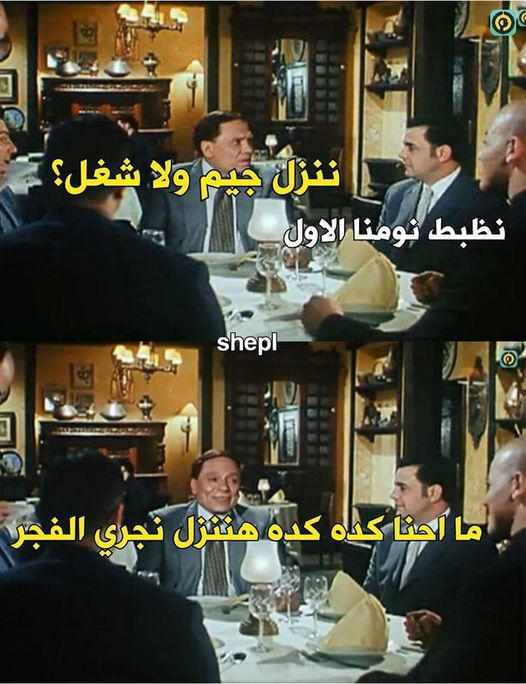 ننزل جيم ولا شغل؟
نظبط نومنا الاول
shepl
ما احنا كده كده هننزل نجري الفجر